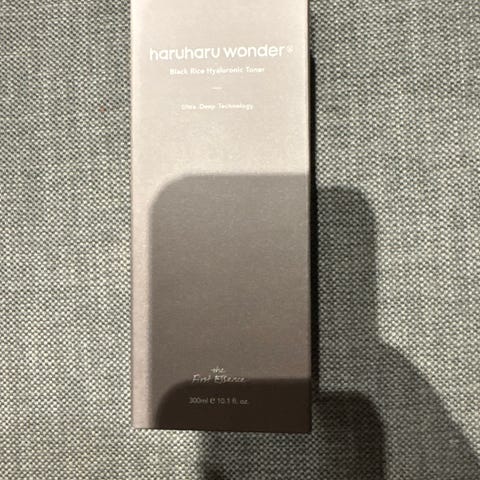 haruharu wonder®
Black Rice Hyaluronic Toner
Ultra Deep Technology
the
First Essence
300ml ℮ 10.1 fl. oz.